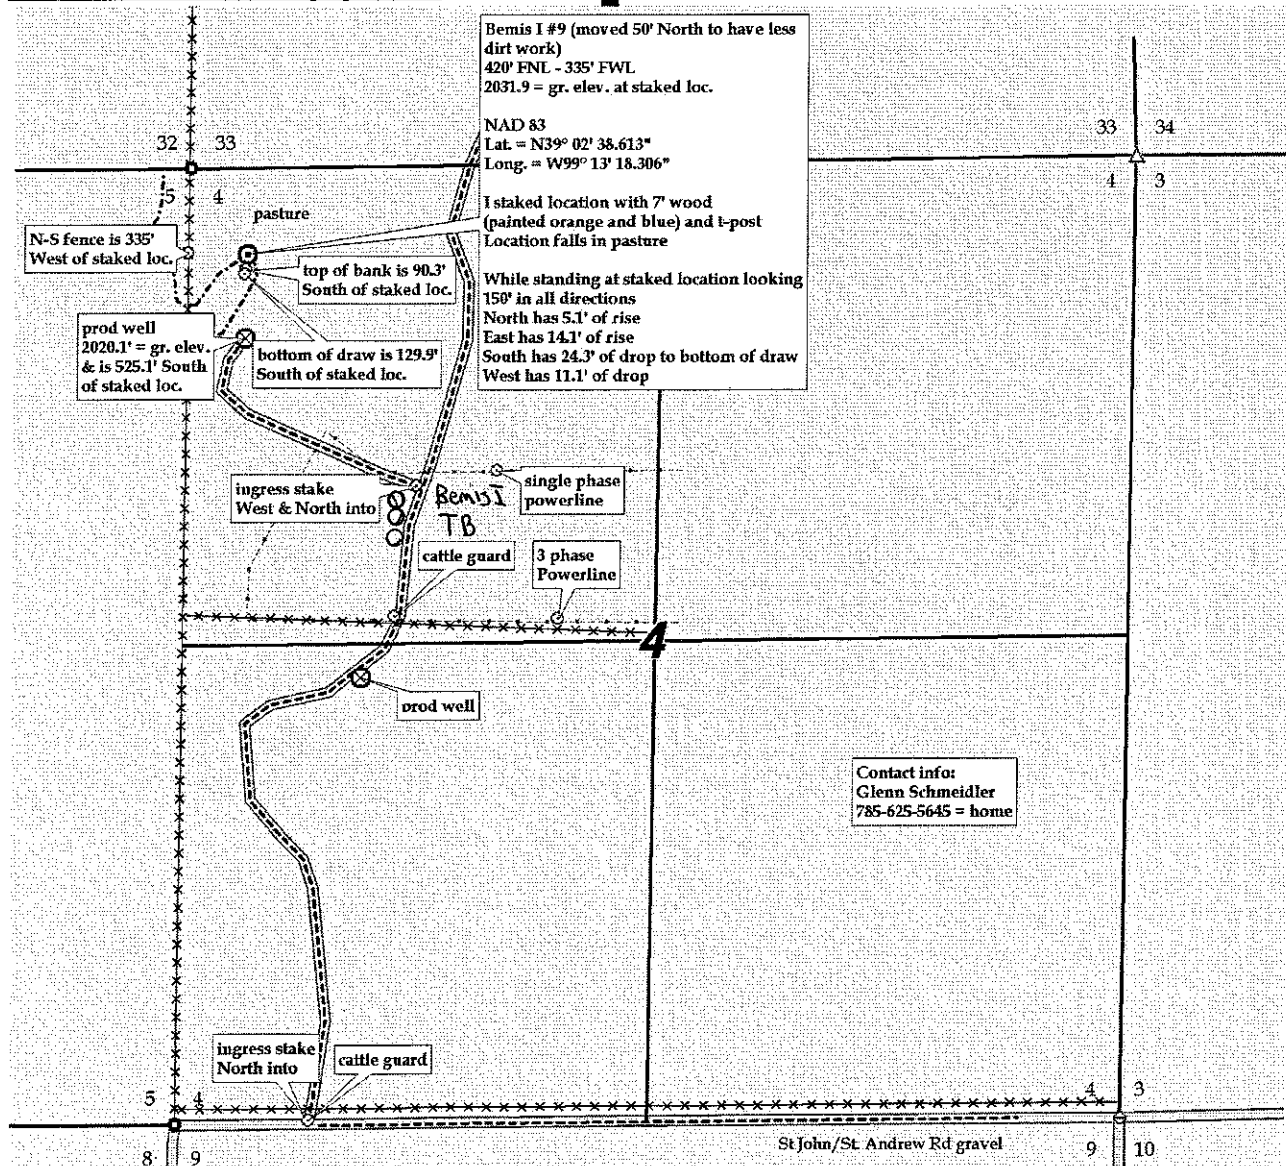 Bemis I #9 (moved 50' North to have less
dirt work)
420' FNL - 335' FWL
2031.9 = gr. elev. at staked loc.
NAD 83
Lat. = N39° 02' 38.613"
Long. = W99° 13' 18.306"
I staked location with 7' wood
(painted orange and blue) and t-post
Location falls in pasture
While standing at staked location looking
150' in all directions
North has 5.1' of rise
East has 14.1' of rise
South has 24.3' of drop to bottom of draw
West has 11.1' of drop
32 33
33 34
5 4
4 3
pasture
N-S fence is 335'
West of staked loc.
top of bank is 90.3'
South of staked loc.
prod well
2020.1' = gr. elev.
& is 525.1' South
of staked loc.
bottom of draw is 129.9'
South of staked loc.
ingress stake
West & North into
Bemis I
TB
single phase
powerline
cattle guard
3 phase
Powerline
4
prod well
Contact info:
Glenn Schmeidler
785-625-5645 = home
ingress stake
North into
cattle guard
5 4
4 3
St John/St. Andrew Rd gravel
8 9
9 10